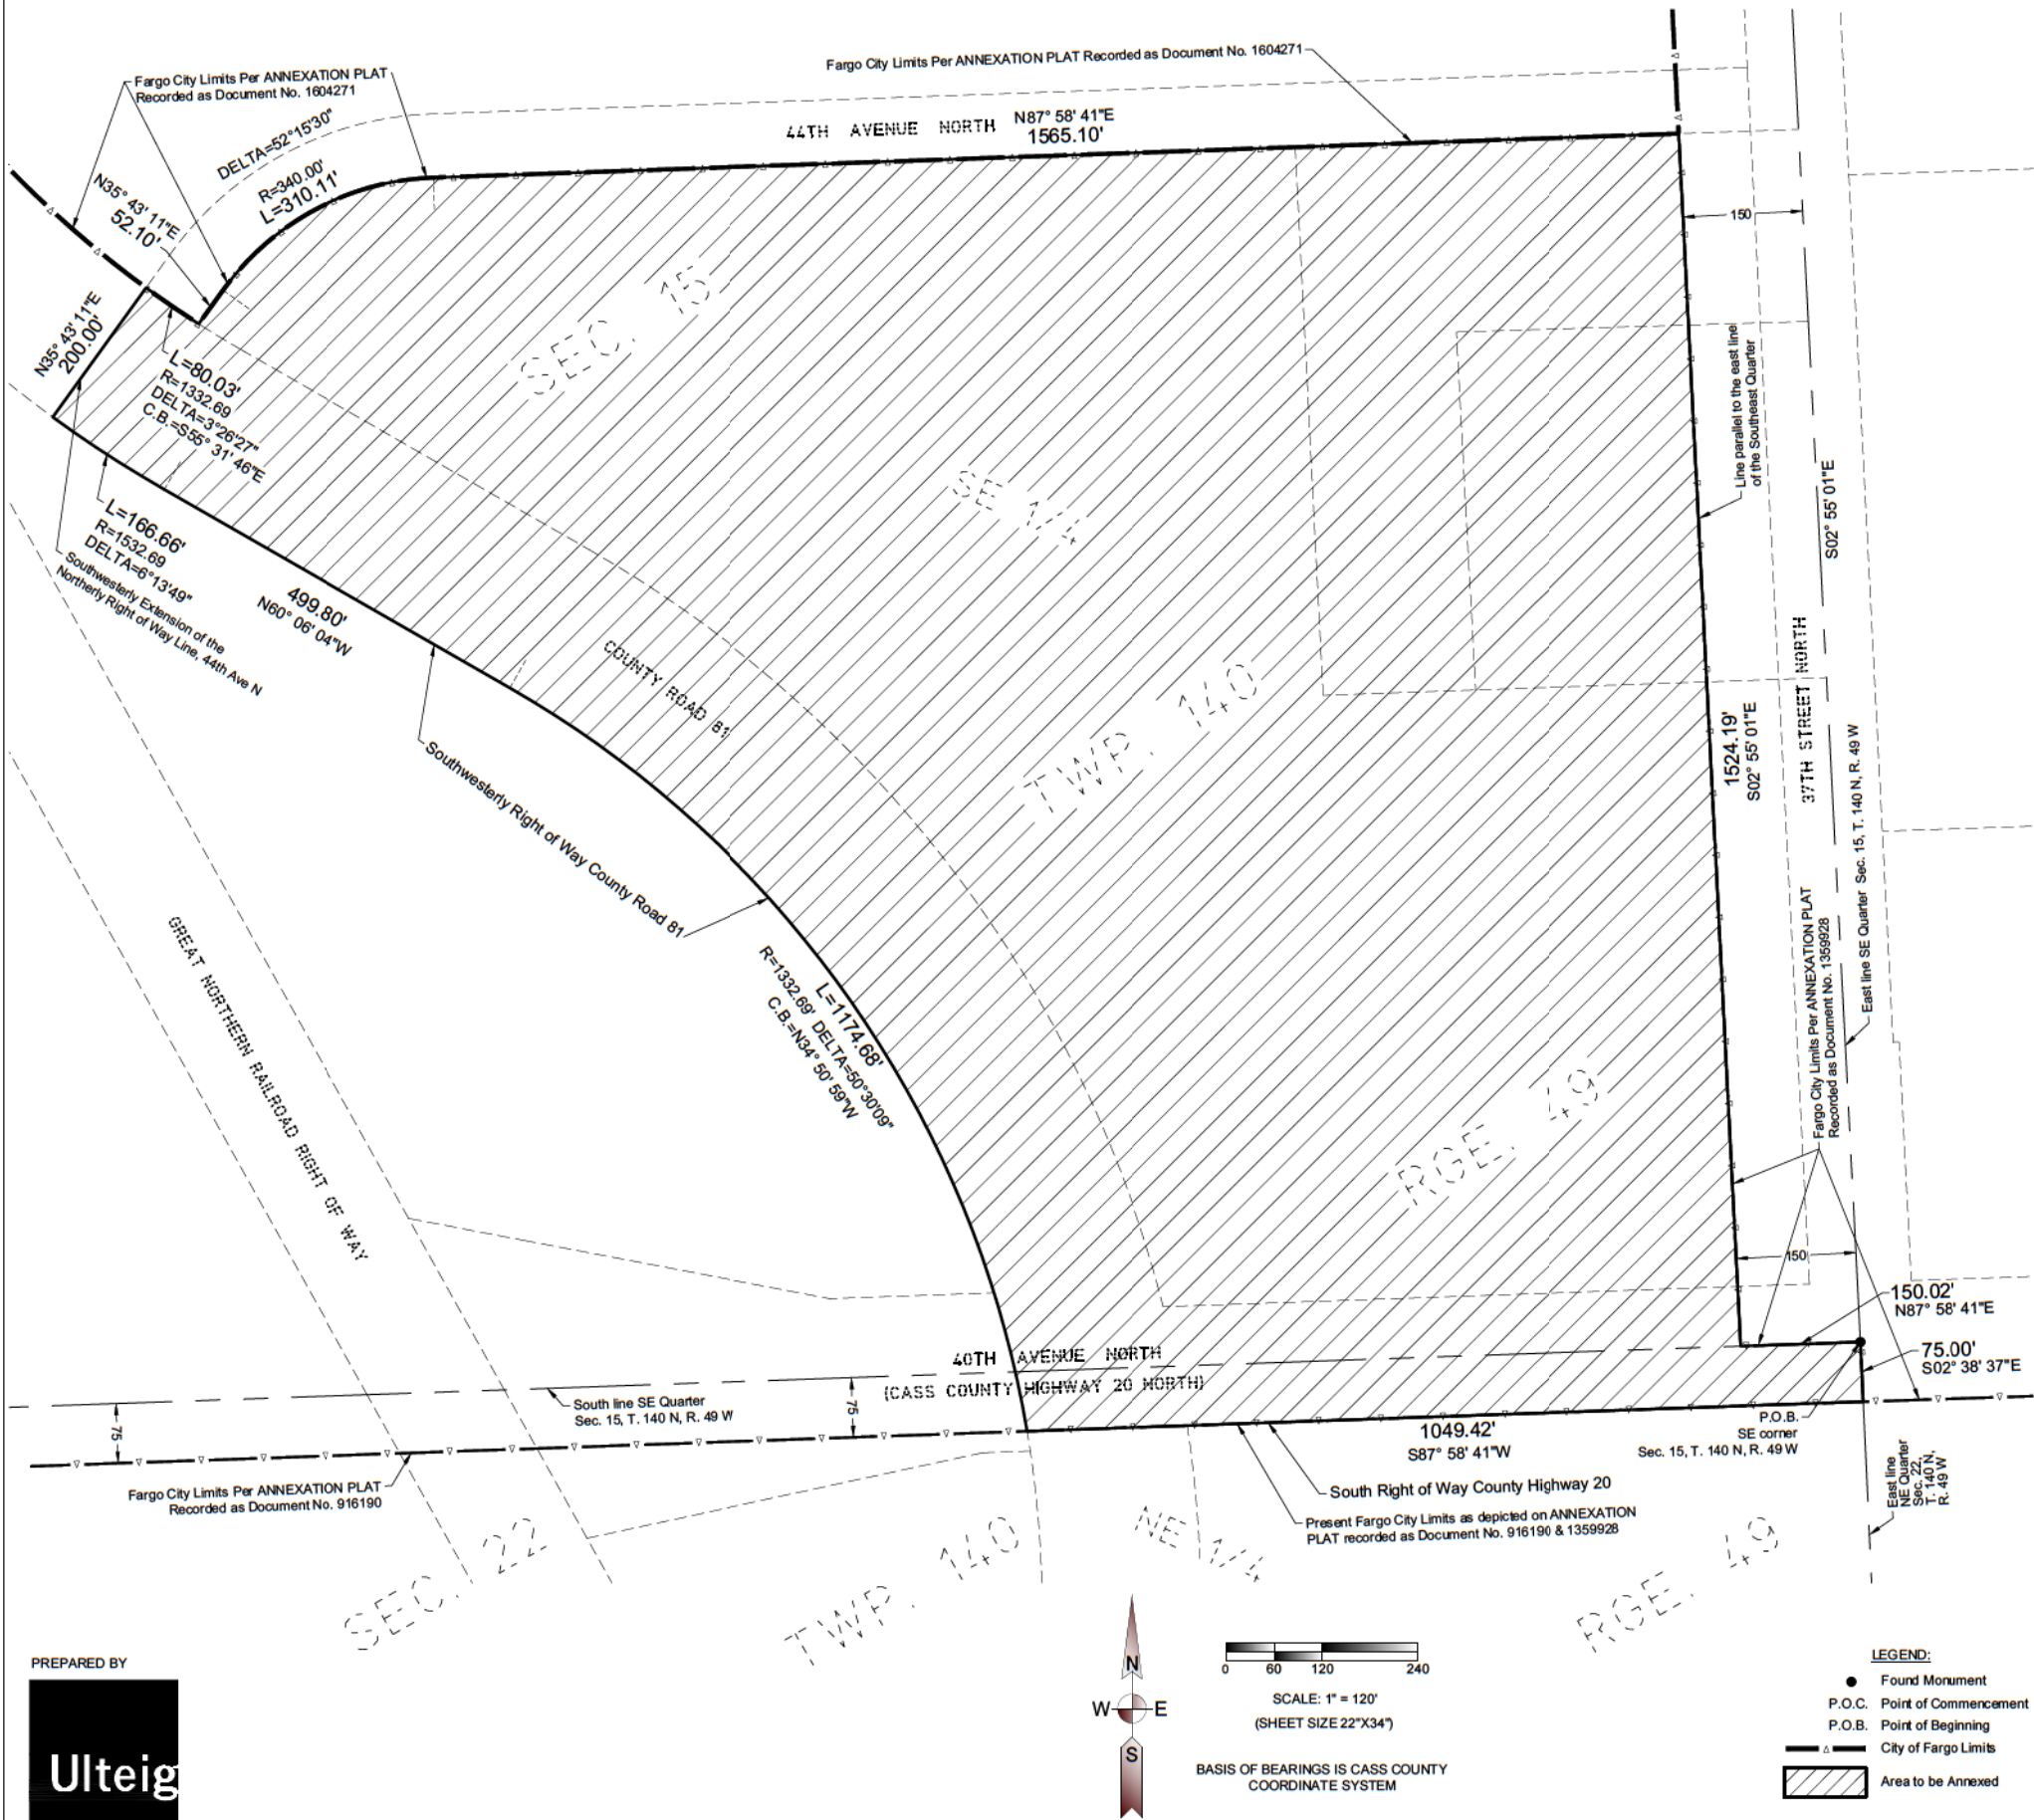 Fargo City Limits Per ANNEXATION PLAT Recorded as Document No. 1604271
Fargo City Limits Per ANNEXATION PLAT
Recorded as Document No. 1604271
DELTA=52°15'30"
R=340.00'
L=310.11'
44TH AVENUE NORTH
N87° 58' 41"E
1565.10'
N35° 43' 11"E
52.10'
N35° 43' 11"E
200.00'
L=80.03'
R=1332.69
DELTA=3°26'27"
C.B.=S55° 31' 46"E
L=166.66'
R=1532.69
DELTA=6°13'49"
Southwesterly Extension of the
Northerly Right of Way Line, 44th Ave N
499.80'
N60° 06' 04"W
SEC. 15
SE 1/4
TWP. 140
RGE. 49
COUNTY ROAD 81
Southwesterly Right of Way County Road 81
L=1174.68'
R=1332.69' DELTA=50°30'09"
C.B.=N34° 50' 59"W
150
Line parallel to the east line
of the Southeast Quarter
S02° 55' 01"E
37TH STREET NORTH
1524.19'
S02° 55' 01"E
East line SE Quarter Sec. 15, T. 140 N, R. 49 W
Fargo City Limits Per ANNEXATION PLAT
Recorded as Document No. 1359928
150
150.02'
N87° 58' 41"E
75.00'
S02° 38' 37"E
GREAT NORTHERN RAILROAD RIGHT OF WAY
40TH AVENUE NORTH
(CASS COUNTY HIGHWAY 20 NORTH)
South line SE Quarter
Sec. 15, T. 140 N, R. 49 W
75
75
1049.42'
S87° 58' 41"W
P.O.B.
SE corner
Sec. 15, T. 140 N, R. 49 W
East line
NE Quarter
Sec. 22,
T. 140 N,
R. 49 W
Fargo City Limits Per ANNEXATION PLAT
Recorded as Document No. 916190
South Right of Way County Highway 20
Present Fargo City Limits as depicted on ANNEXATION
PLAT recorded as Document No. 916190 & 1359928
SEC. 22
TWP. 140
NE 1/4
RGE. 49
PREPARED BY
Ulteig
N
W E
S
0 60 120 240
SCALE: 1" = 120'
(SHEET SIZE 22"X34")
BASIS OF BEARINGS IS CASS COUNTY
COORDINATE SYSTEM
LEGEND:
Found Monument
P.O.C. Point of Commencement
P.O.B. Point of Beginning
City of Fargo Limits
Area to be Annexed